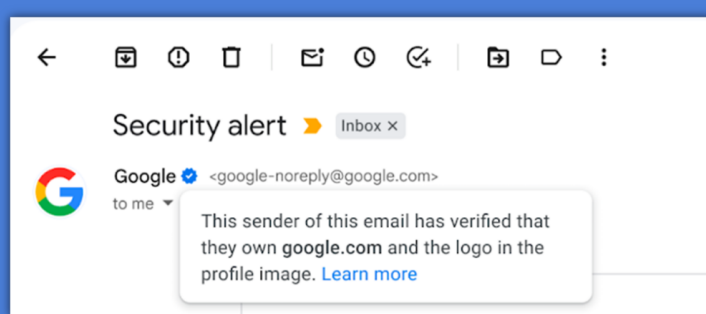 Security alert Inbox ×
Google <google-noreply@google.com>
to me
This sender of this email has verified that
they own google.com and the logo in the
profile image. Learn more